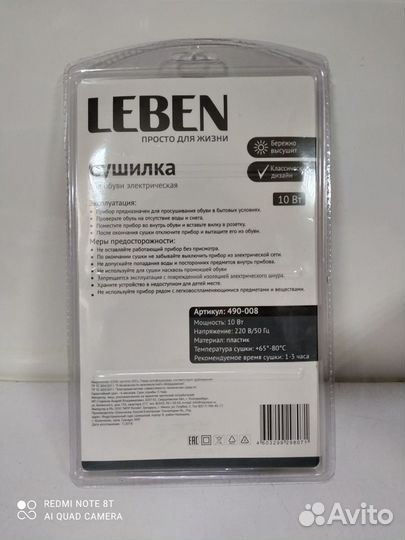 LEBEN
ПРОСТО ДЛЯ ЖИЗНИ
Бережно
высушит
Классический
дизайн
Сушилка
для обуви электрическая
10 Вт
Эксплуатация:
• Прибор предназначен для просушивания обуви в бытовых условиях.
• Проверьте обувь на отсутствие воды и снега.
• Поместите прибор во внутрь обуви и вставьте вилку в розетку.
• После окончания сушки отключите прибор и вытащите его из обуви.
Меры предосторожности:
• Не оставляйте работающий прибор без присмотра.
• По окончании сушки не забывайте выключить прибор из электрической сети.
• Не допускайте попадания воды и посторонних предметов внутрь прибора.
• Не используйте для сушки насквозь промокшей обуви
• Запрещается эксплуатация с поврежденной изоляцией электрического шнура.
• Храните устройство в недоступном для детей месте.
• Не используйте прибор рядом с легковоспламеняющимися предметами и веществами.
Артикул: 490-008
Мощность: 10 Вт
Напряжение: 220 В/50 Гц
Материал: пластик
Температура сушки: +65°-80°С
Рекомендуемое время сушки: 1-3 часа
EAC
4 603299 298071
REDMI NOTE 8T
AI QUAD CAMERA
Avito